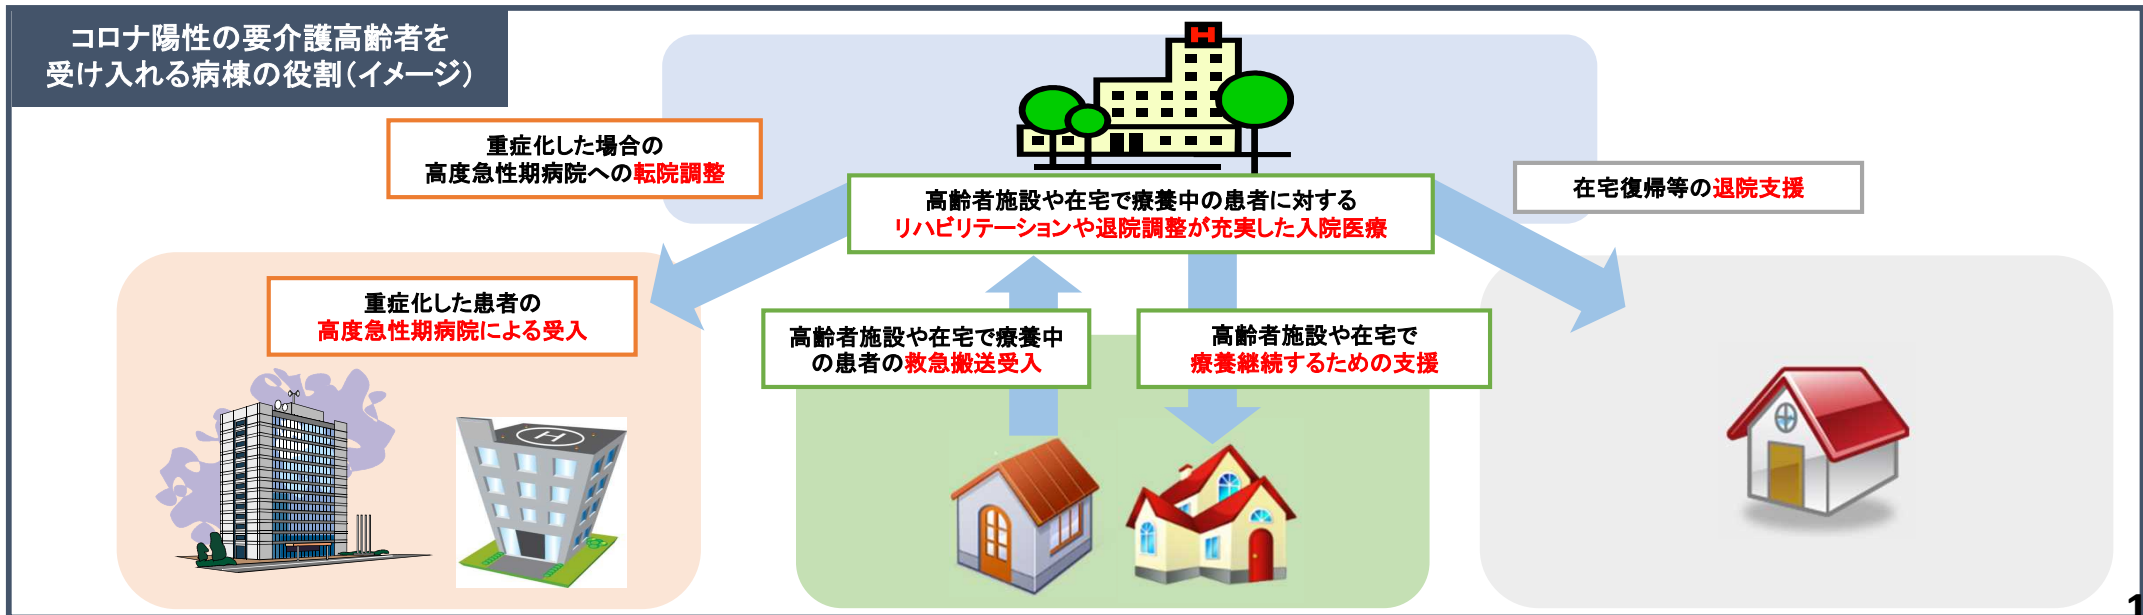 コロナ陽性の要介護高齢者を
受け入れる病棟の役割(イメージ)
H
重症化した場合の
高度急性期病院への転院調整
高齢者施設や在宅で療養中の患者に対する
リハビリテーションや退院調整が充実した入院医療
在宅復帰等の退院支援
重症化した患者の
高度急性期病院による受入
高齢者施設や在宅で療養中
の患者の救急搬送受入
高齢者施設や在宅で
療養継続するための支援
H
1